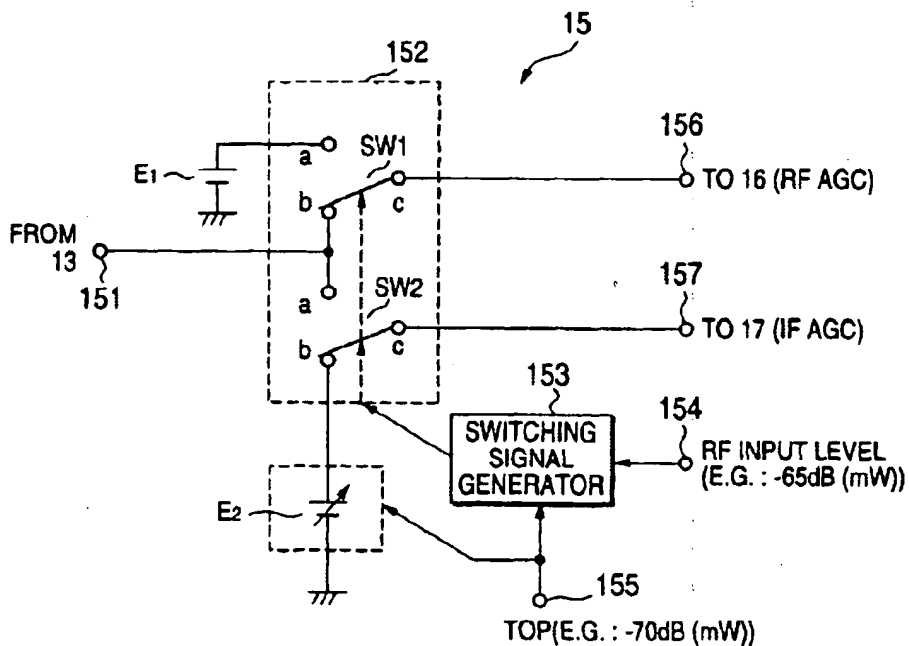 15
152
156
a
SW1
E1
TO 16 (RF AGC)
b
c
FROM
13
151
a
SW2
157
TO 17 (IF AGC)
b
c
153
154
SWITCHING
SIGNAL
GENERATOR
RF INPUT LEVEL
(E.G. : -65dB (mW))
E2
155
TOP(E.G. : -70dB (mW))